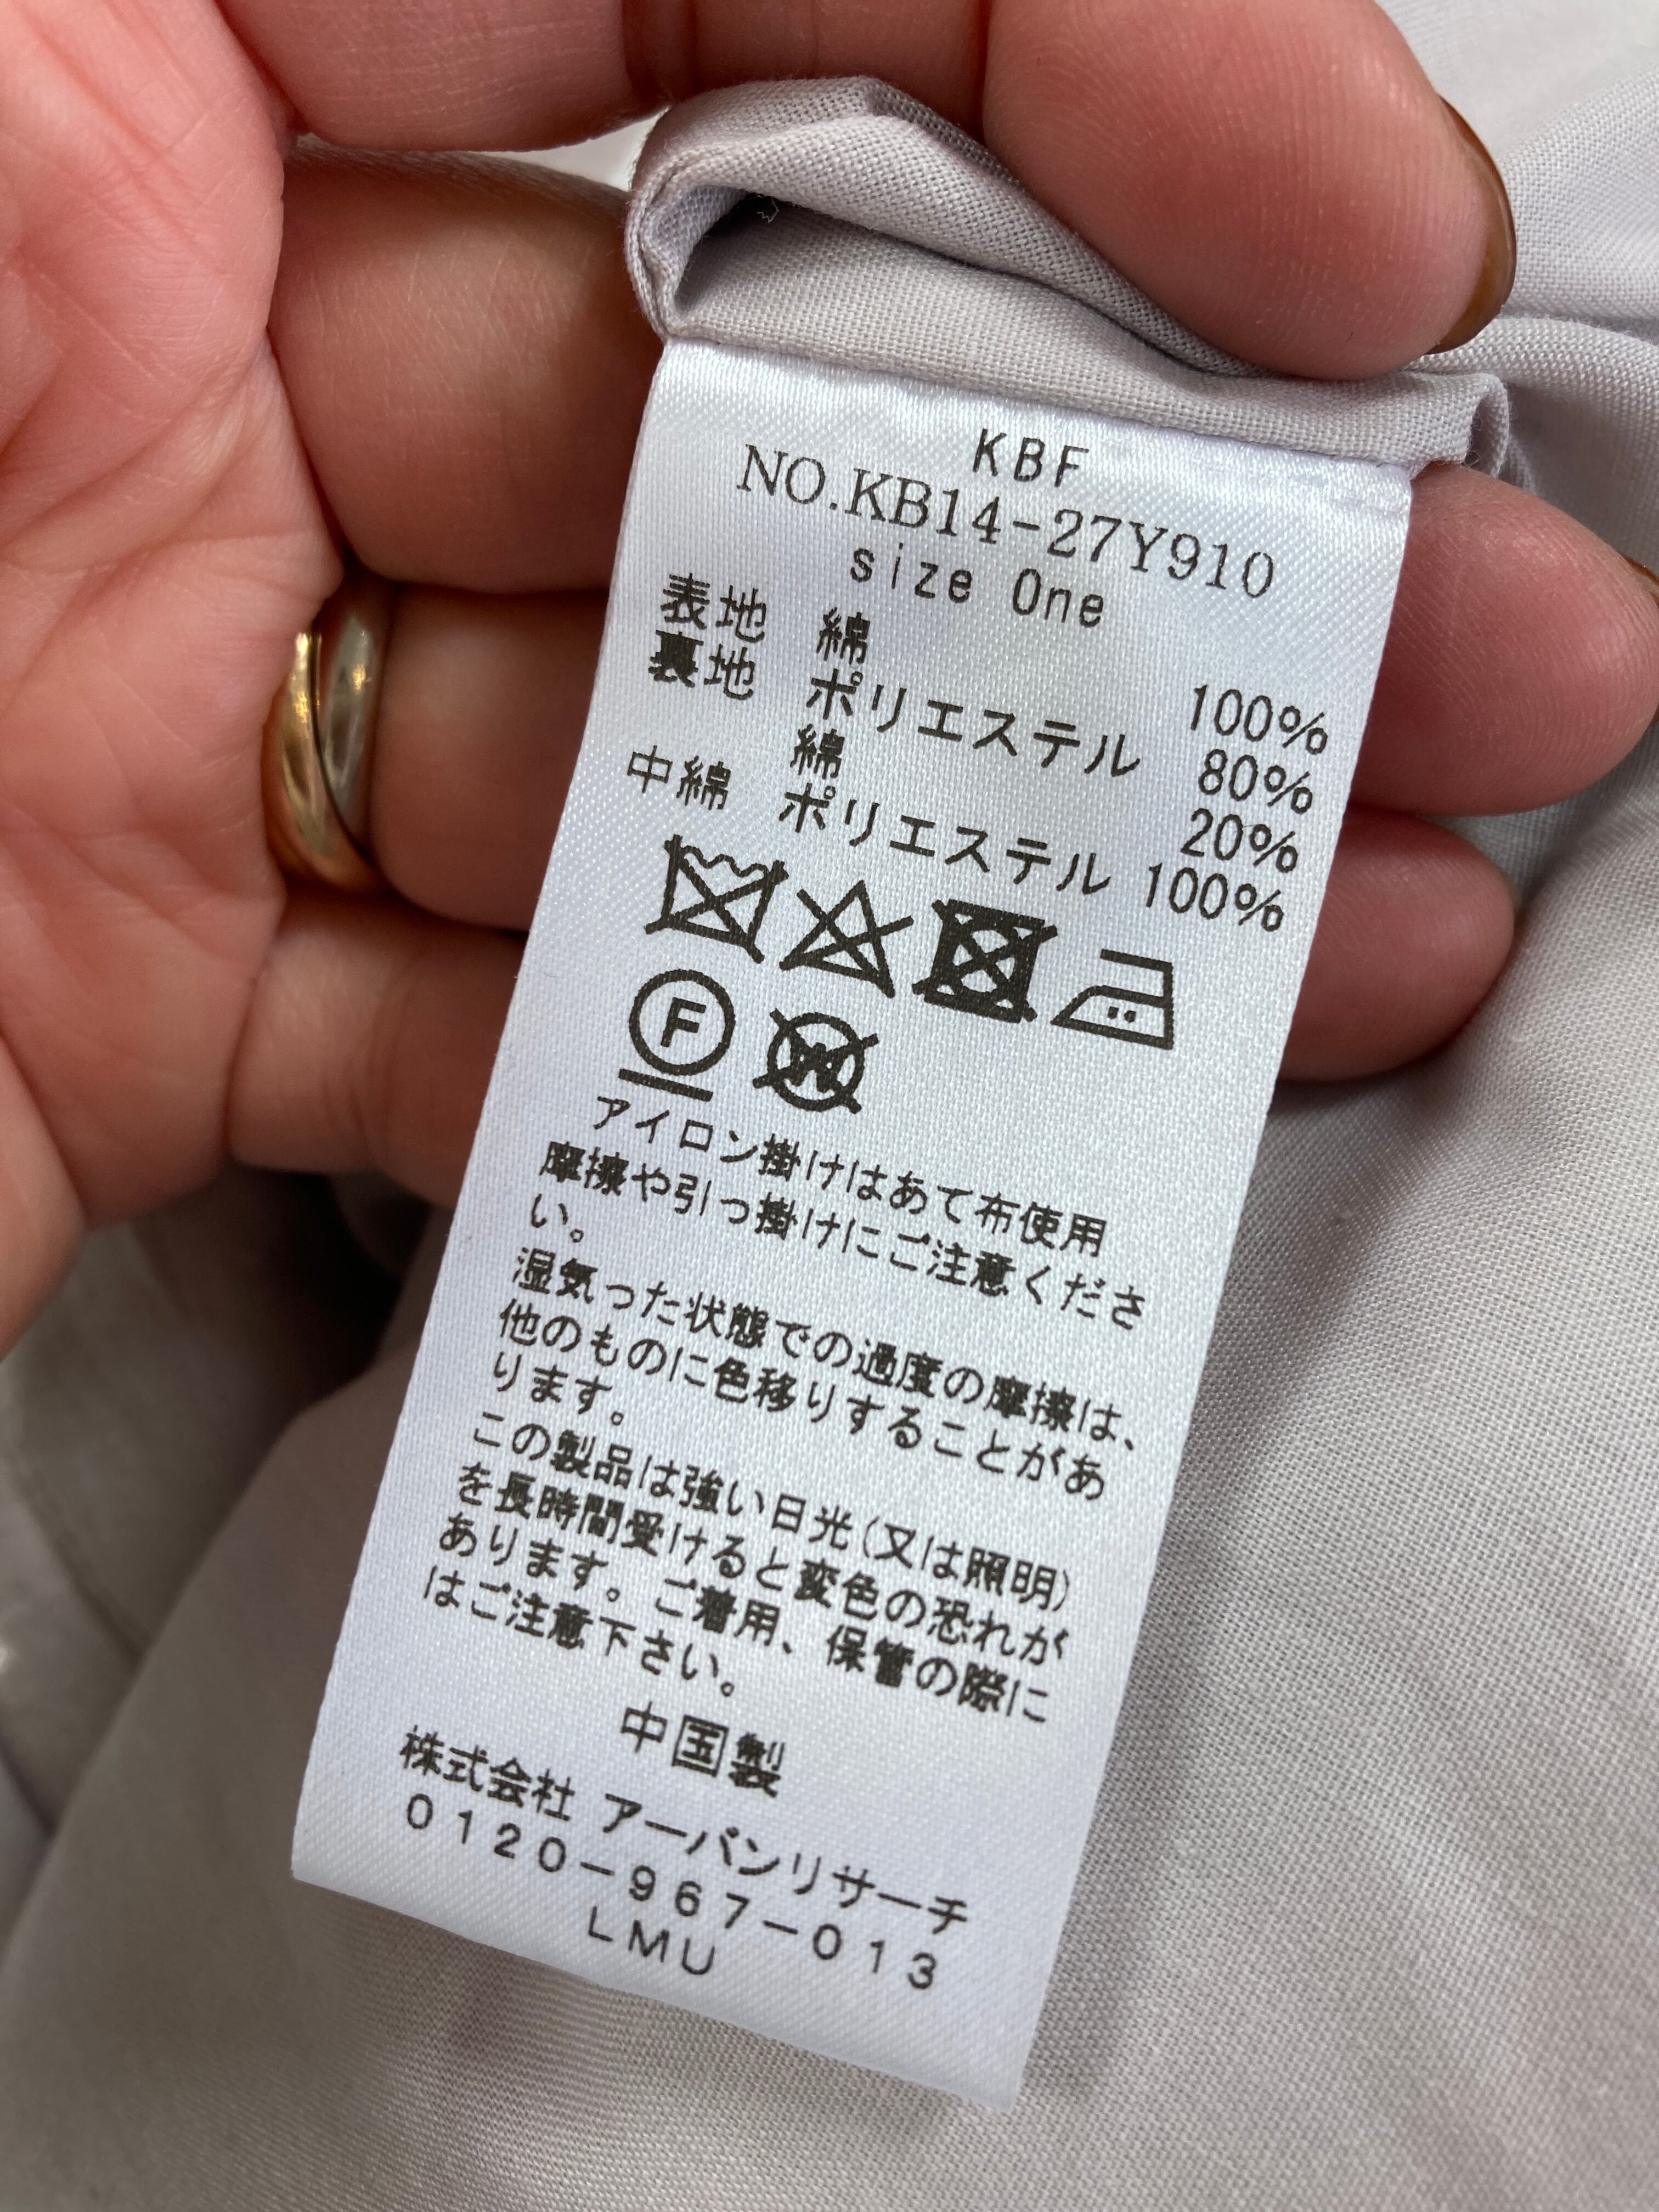 KBF
NO.KB14-27Y910
size One
表地 綿 100%
裏地 ポリエステル 80%
綿 20%
中綿 ポリエステル 100%
F
W
アイロン掛けはあて布使用
摩擦や引っ掛けにご注意くださ
い。
湿気った状態での過度の摩擦は、
他のものに色移りすることがあ
ります。
この製品は強い日光(又は照明)
を長時間受けると変色の恐れが
あります。ご着用、保管の際に
はご注意下さい。
中国製
株式会社 アーバンリサーチ
0120-967-013
LMU